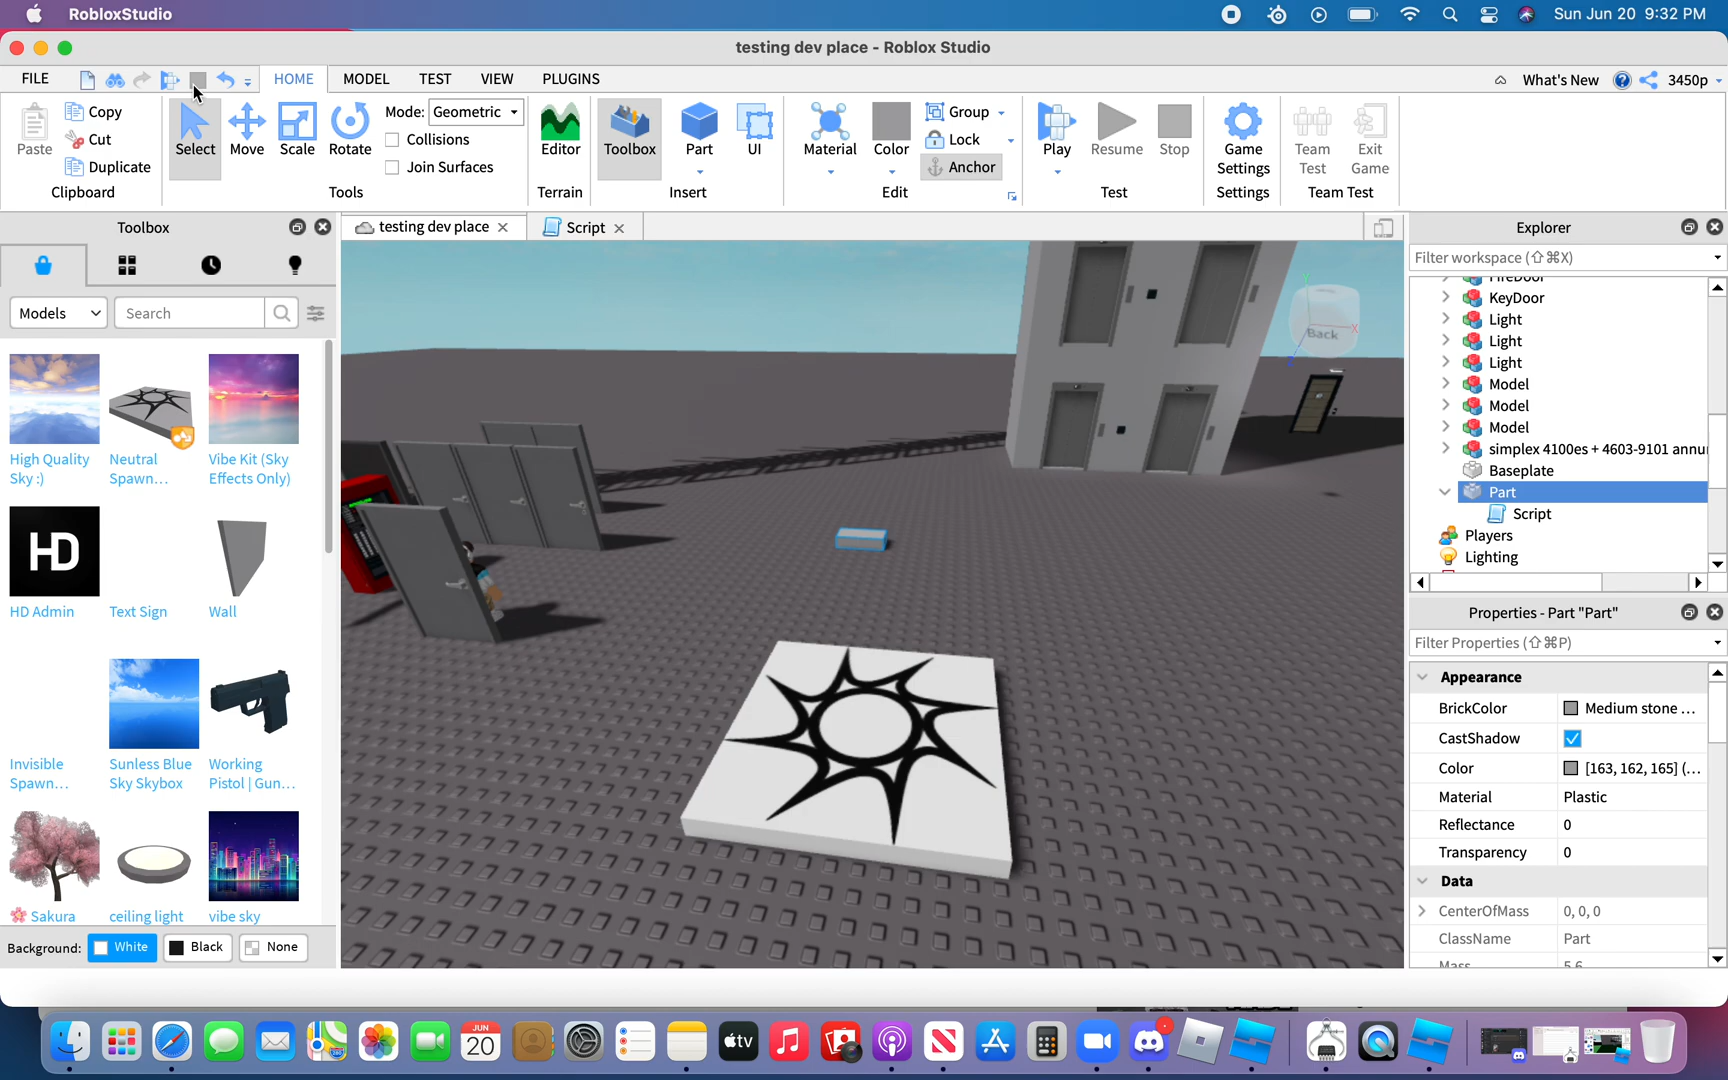 RobloxStudio
Sun Jun 20 9:32 PM
testing dev place - Roblox Studio
FILE
HOME
MODEL
TEST
VIEW
PLUGINS
What's New
3450p
Paste
Copy
Cut
Duplicate
Clipboard
Select
Move
Scale
Rotate
Mode: Geometric
Collisions
Join Surfaces
Tools
Editor
Terrain
Toolbox
Part
UI
Insert
Material
Color
Group
Lock
Anchor
Edit
Play
Resume
Stop
Test
Game
Settings
Settings
Team
Test
Exit
Game
Team Test
Toolbox
Models
Search
High Quality
Sky :)
Neutral
Spawn...
Vibe Kit (Sky
Effects Only)
HD
HD Admin
Text Sign
Wall
Invisible
Spawn...
Sunless Blue
Sky Skybox
Working
Pistol | Gun...
🌸 Sakura
ceiling light
vibe sky
Background:
White
Black
None
testing dev place
Script
Back
X
Explorer
Filter workspace (⇧⌘X)
FireDoor
KeyDoor
Light
Light
Light
Model
Model
Model
simplex 4100es + 4603-9101 annu
Baseplate
Part
Script
Players
Lighting
Properties - Part "Part"
Filter Properties (⇧⌘P)
Appearance
BrickColor
Medium stone ...
CastShadow
Color
[163, 162, 165] (...
Material
Plastic
Reflectance
0
Transparency
0
Data
CenterOfMass
0, 0, 0
ClassName
Part
Mass
5.6
JUN
20
tv